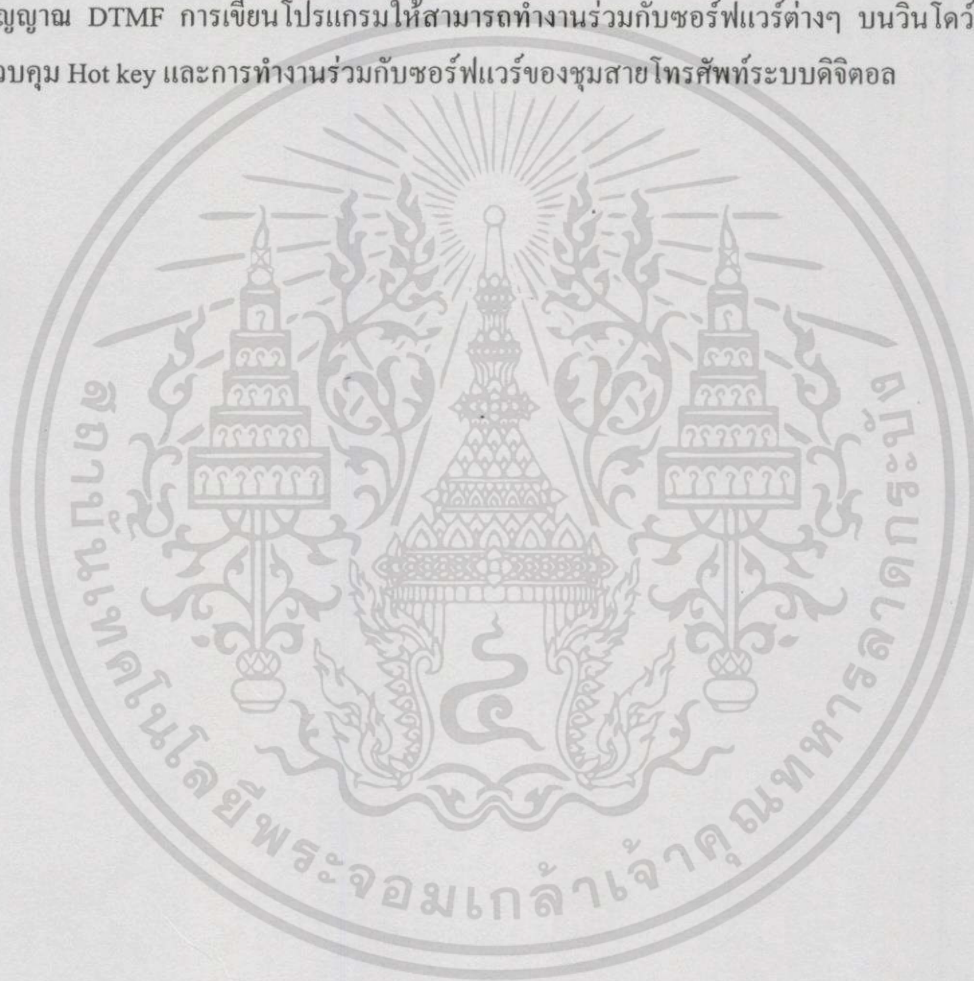 ญญาณ DTMF การเขียนโปรแกรมให้สามารถทำงานร่วมกับซอร์ฟแวร์ต่างๆ บนวินโดว์
วบคุม Hot key และการทำงานร่วมกับซอร์ฟแวร์ของชุมสายโทรศัพท์ระบบดิจิตอล
สถาบันเทคโนโลยีพระจอมเกล้าเจ้าคุณทหารลาดกระบัง